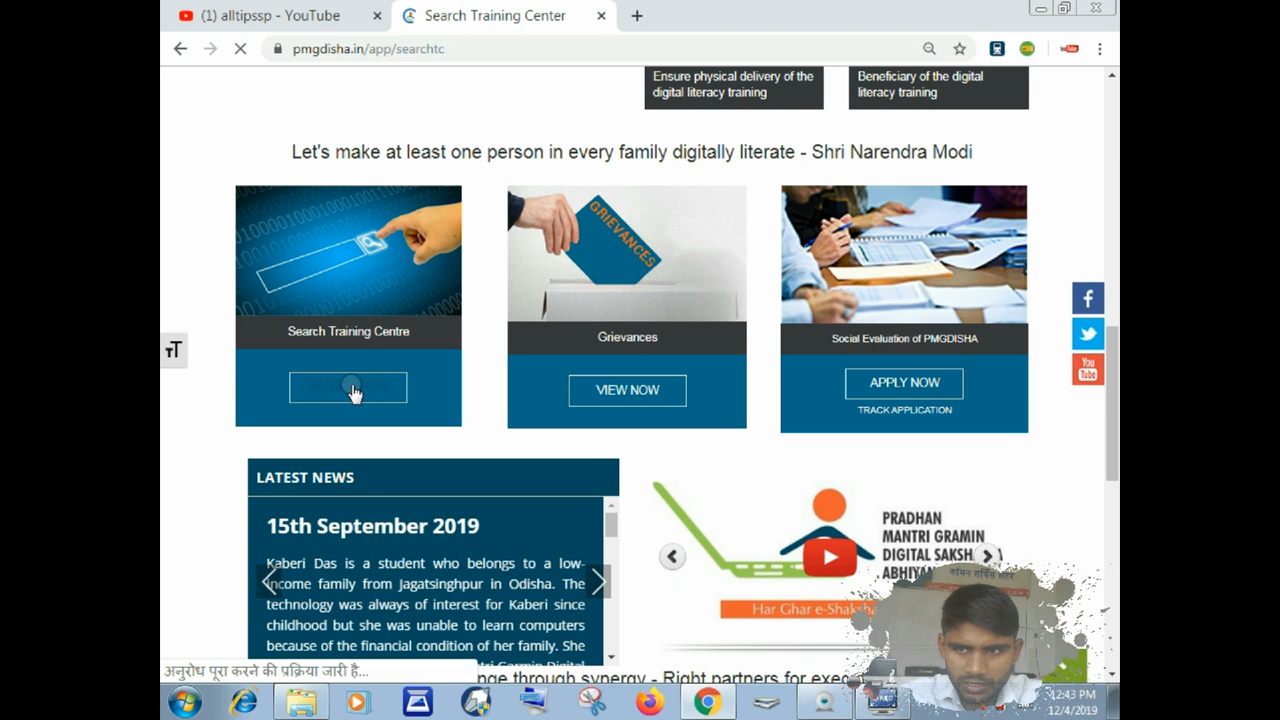 (1) alltipssp - YouTube
Search Training Center
pmgdisha.in/app/searchtc
Ensure physical delivery of the
digital literacy training
Beneficiary of the digital
literacy training
Let's make at least one person in every family digitally literate - Shri Narendra Modi
GRIEVANCES
Search Training Centre
Grievances
VIEW NOW
Social Evaluation of PMGDISHA
APPLY NOW
TRACK APPLICATION
You
Tube
TT
LATEST NEWS
15th September 2019
Kaberi Das is a student who belongs to a low-
income family from Jagatsinghpur in Odisha. The
technology was always of interest for Kaberi since
childhood but she was unable to learn computers
because of the financial condition of her family. She
PRADHAN
MANTRI GRAMIN
DIGITAL
Har Ghar
अनुरोध पूरा करने की प्रक्रिया जारी है...
nge through synergy - Right partners for
12:43 PM
12/4/2019